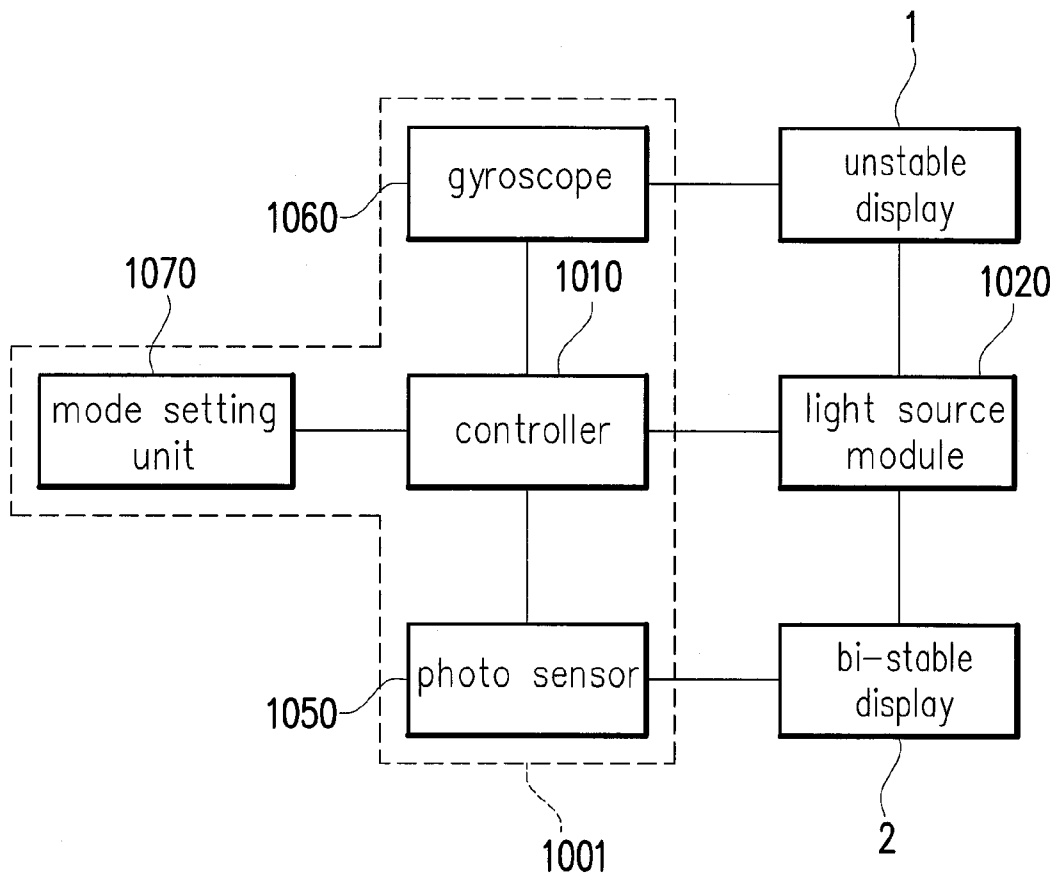 1
gyroscope
unstable
display
1060
1070
1010
1020
mode setting
unit
controller
light source
module
photo sensor
bi-stable
display
1050
1001
2